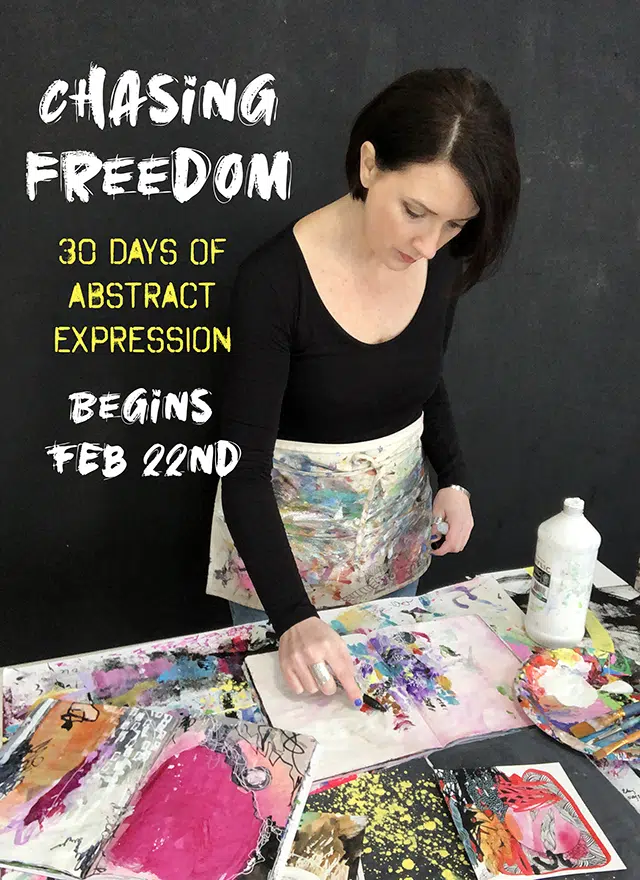 CHASiNG
FREEDOM
30 DAYS OF
ABSTRACT
EXPRESSION
BEGiNS
FEB 22ND